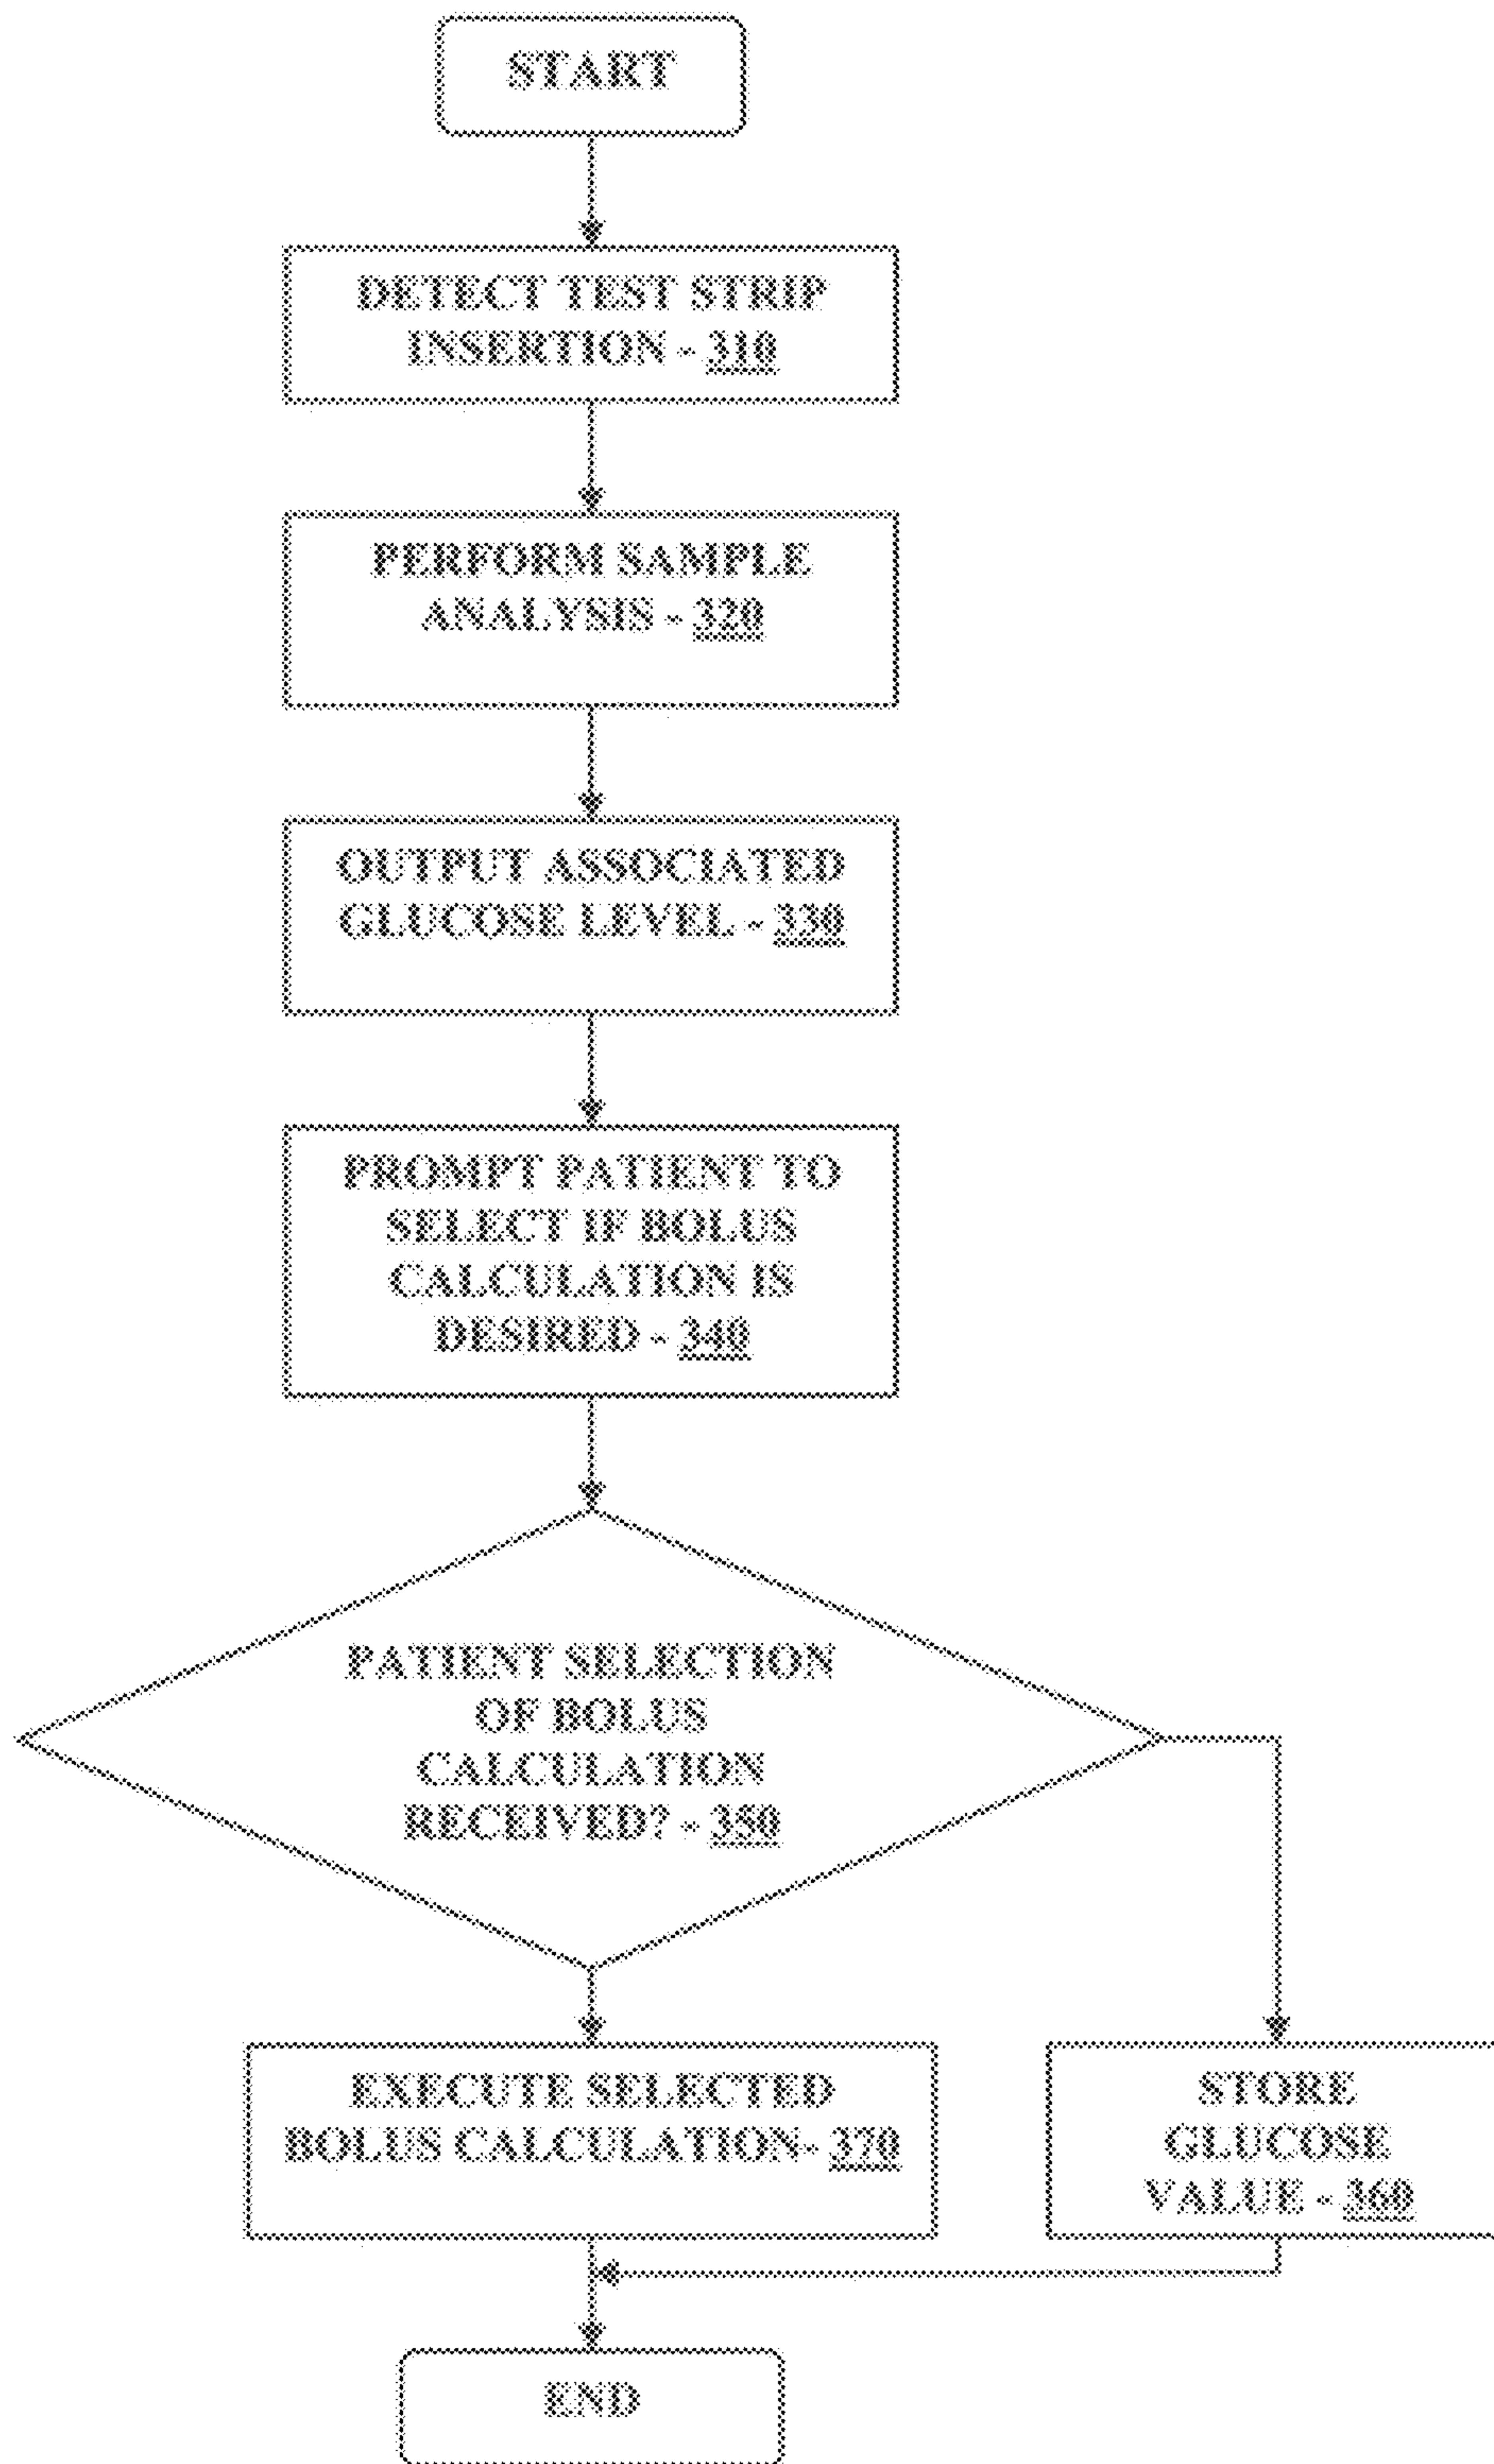 START
DETECT TEST STRIP
INSERTION - 310
PERFORM SAMPLE
ANALYSIS - 320
OUTPUT ASSOCIATED
GLUCOSE LEVEL - 330
PROMPT PATIENT TO
SELECT IF BOLUS
CALCULATION IS
DESIRED - 340
PATIENT SELECTION
OF BOLUS
CALCULATION
RECEIVED? - 350
EXECUTE SELECTED
BOLUS CALCULATION- 370
STORE
GLUCOSE
VALUE - 360
END